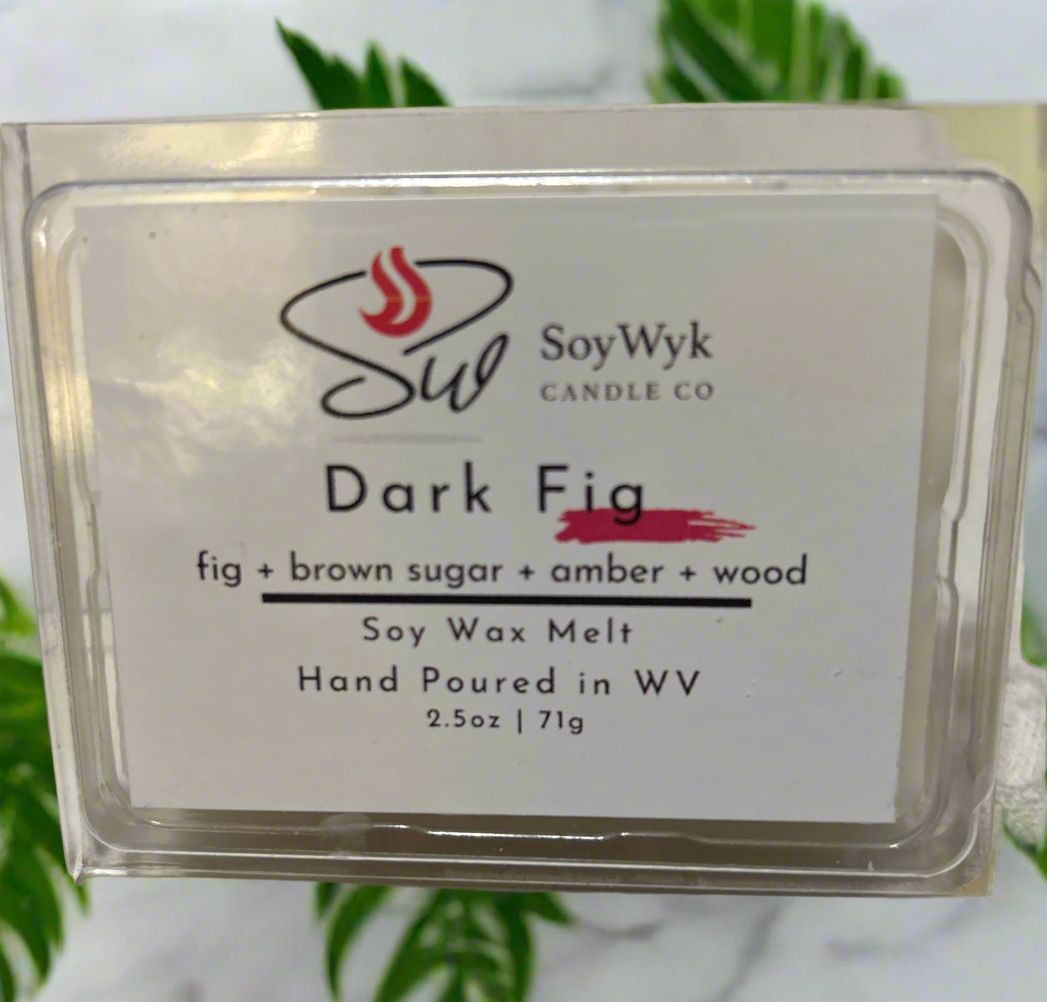 Sw
SoyWyk
CANDLE CO
Dark Fig
fig + brown sugar + amber + wood
Soy Wax Melt
Hand Poured in WV
2.5oz | 71g